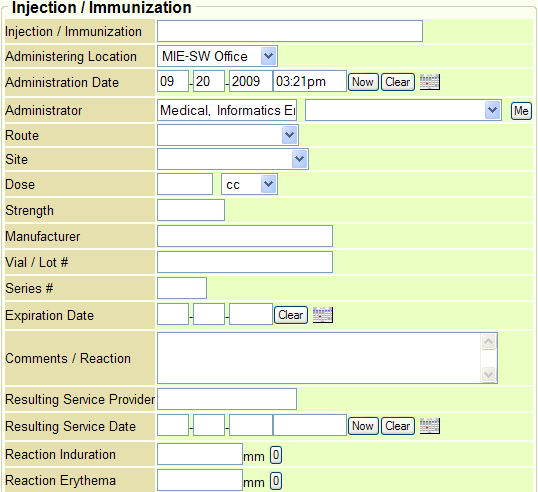 Injection / Immunization
Injection / Immunization
Administering Location MIE-SW Office
Administration Date 09 - 20 - 2009 03:21pm Now Clear
Administrator Medical, Informatics Er Me
Route
Site
Dose cc
Strength
Manufacturer
Vial / Lot #
Series #
Expiration Date - - Clear
Comments / Reaction
Resulting Service Provider
Resulting Service Date - - Now Clear
Reaction Induration mm 0
Reaction Erythema mm 0